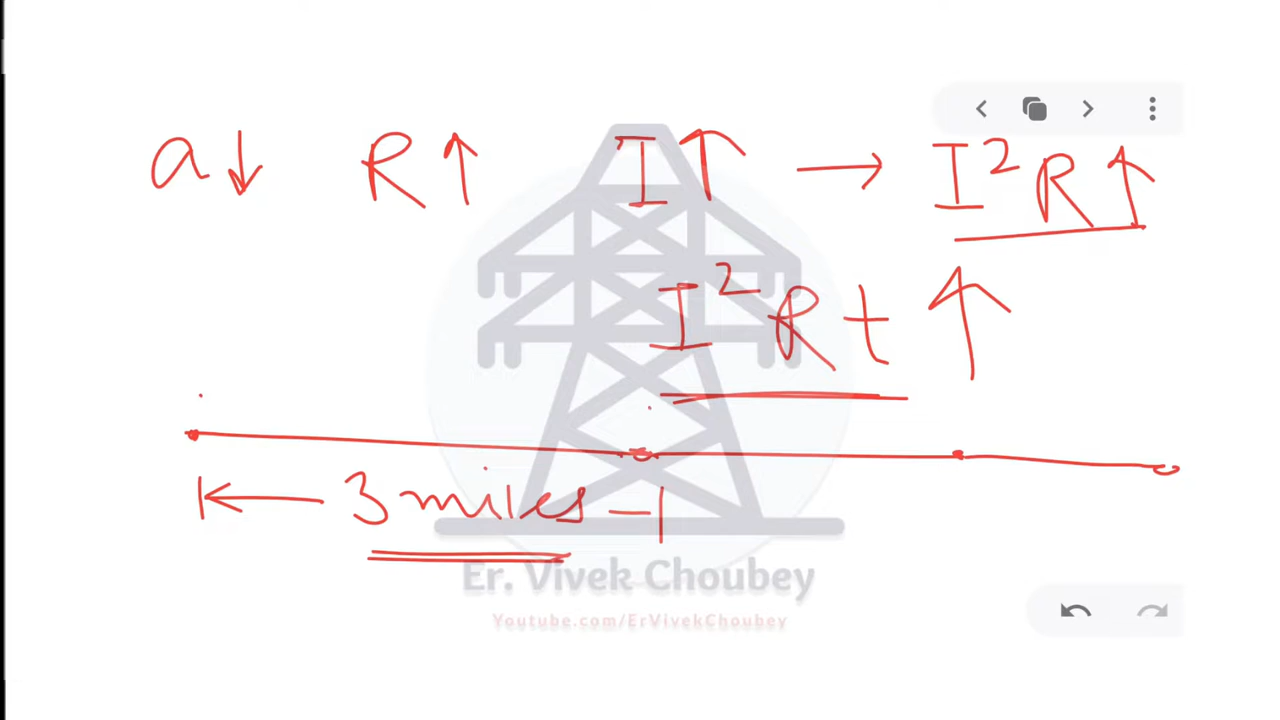 a↓ R↑ I↑ → I²R↑
I²Rt↑
3 miles
Er. Vivek Choubey
Youtube.com/ErVivekChoubey